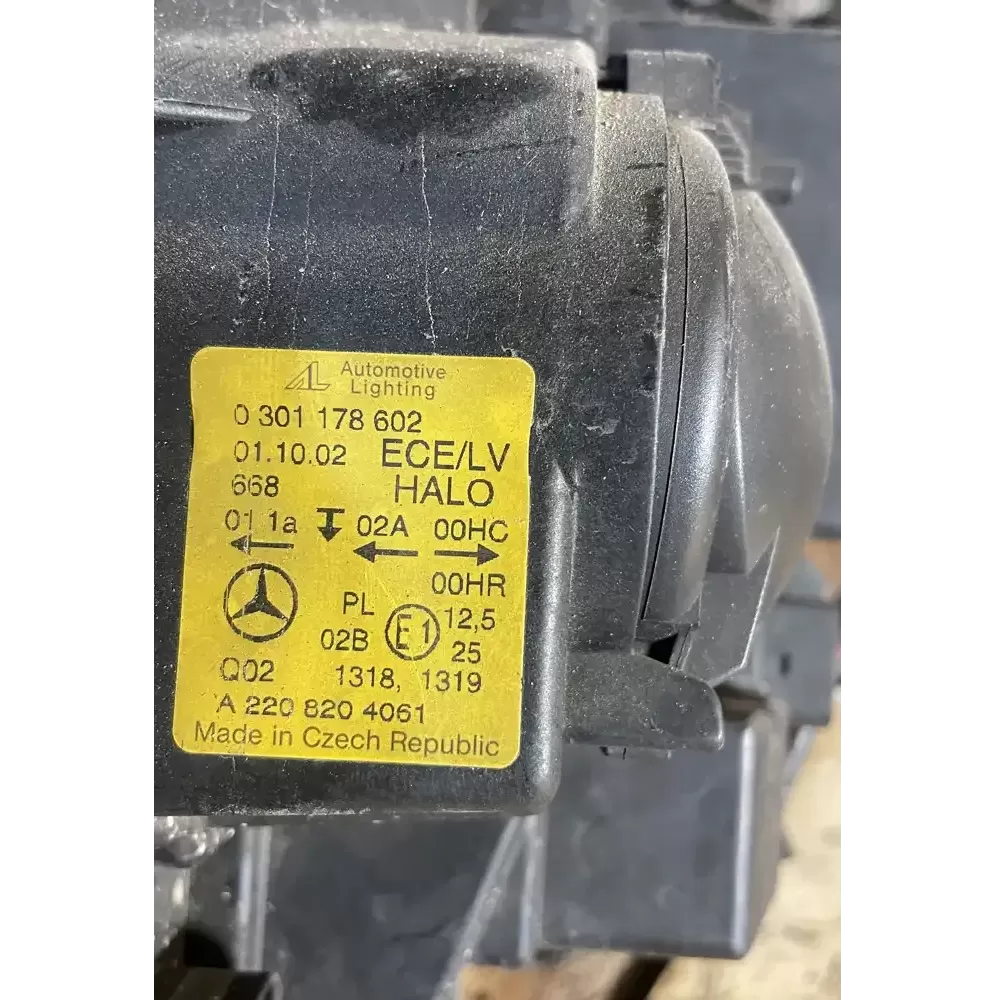 AL Automotive
Lighting
0 301 178 602
01.10.02 ECE/LV
668 HALO
01 1a 02A 00HC
00HR
PL E1 12,5
02B 25
Q02 1318, 1319
A 220 820 4061
Made in Czech Republic